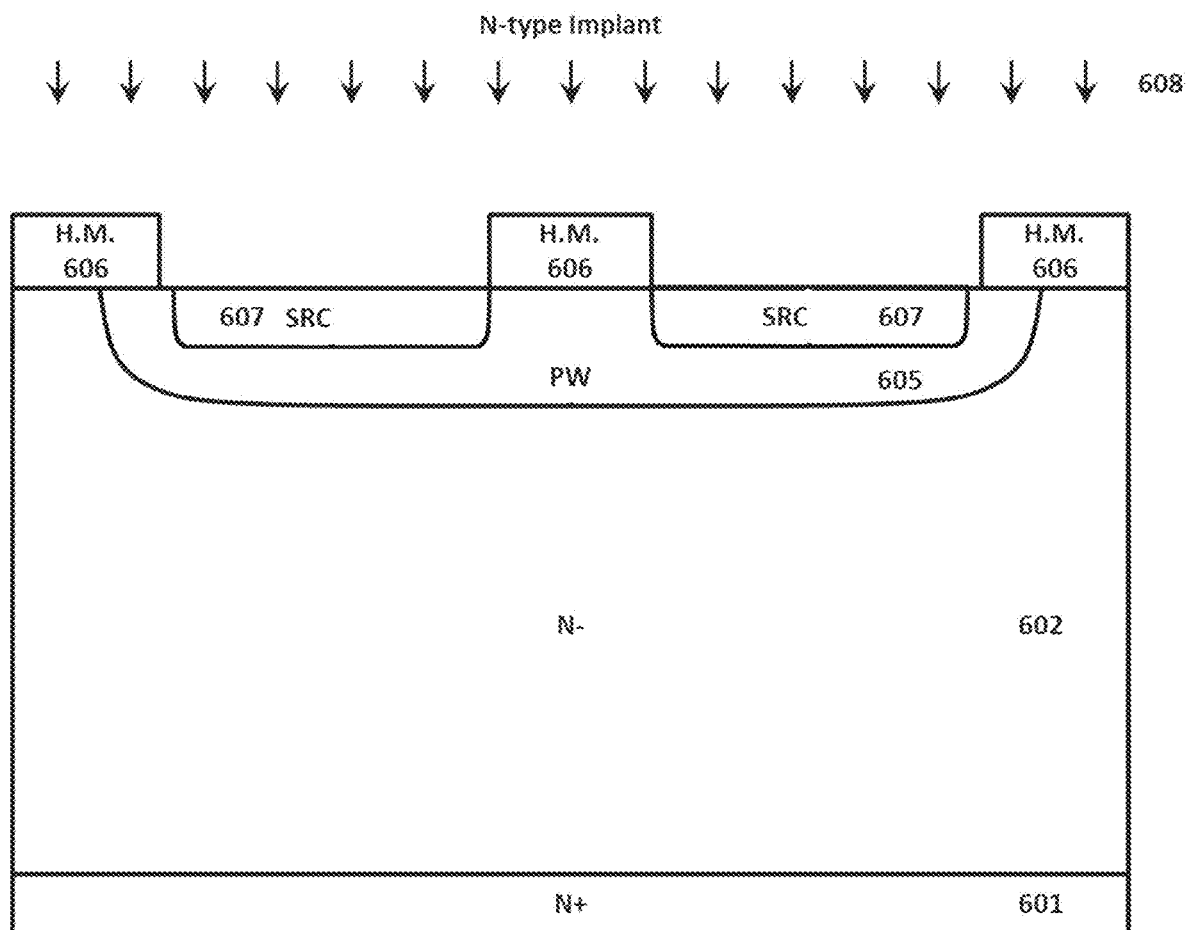 N-type Implant
608
H.M. H.M. H.M.
606 606 606
607 SRC SRC 607
PW 605
N- 602
N+ 601